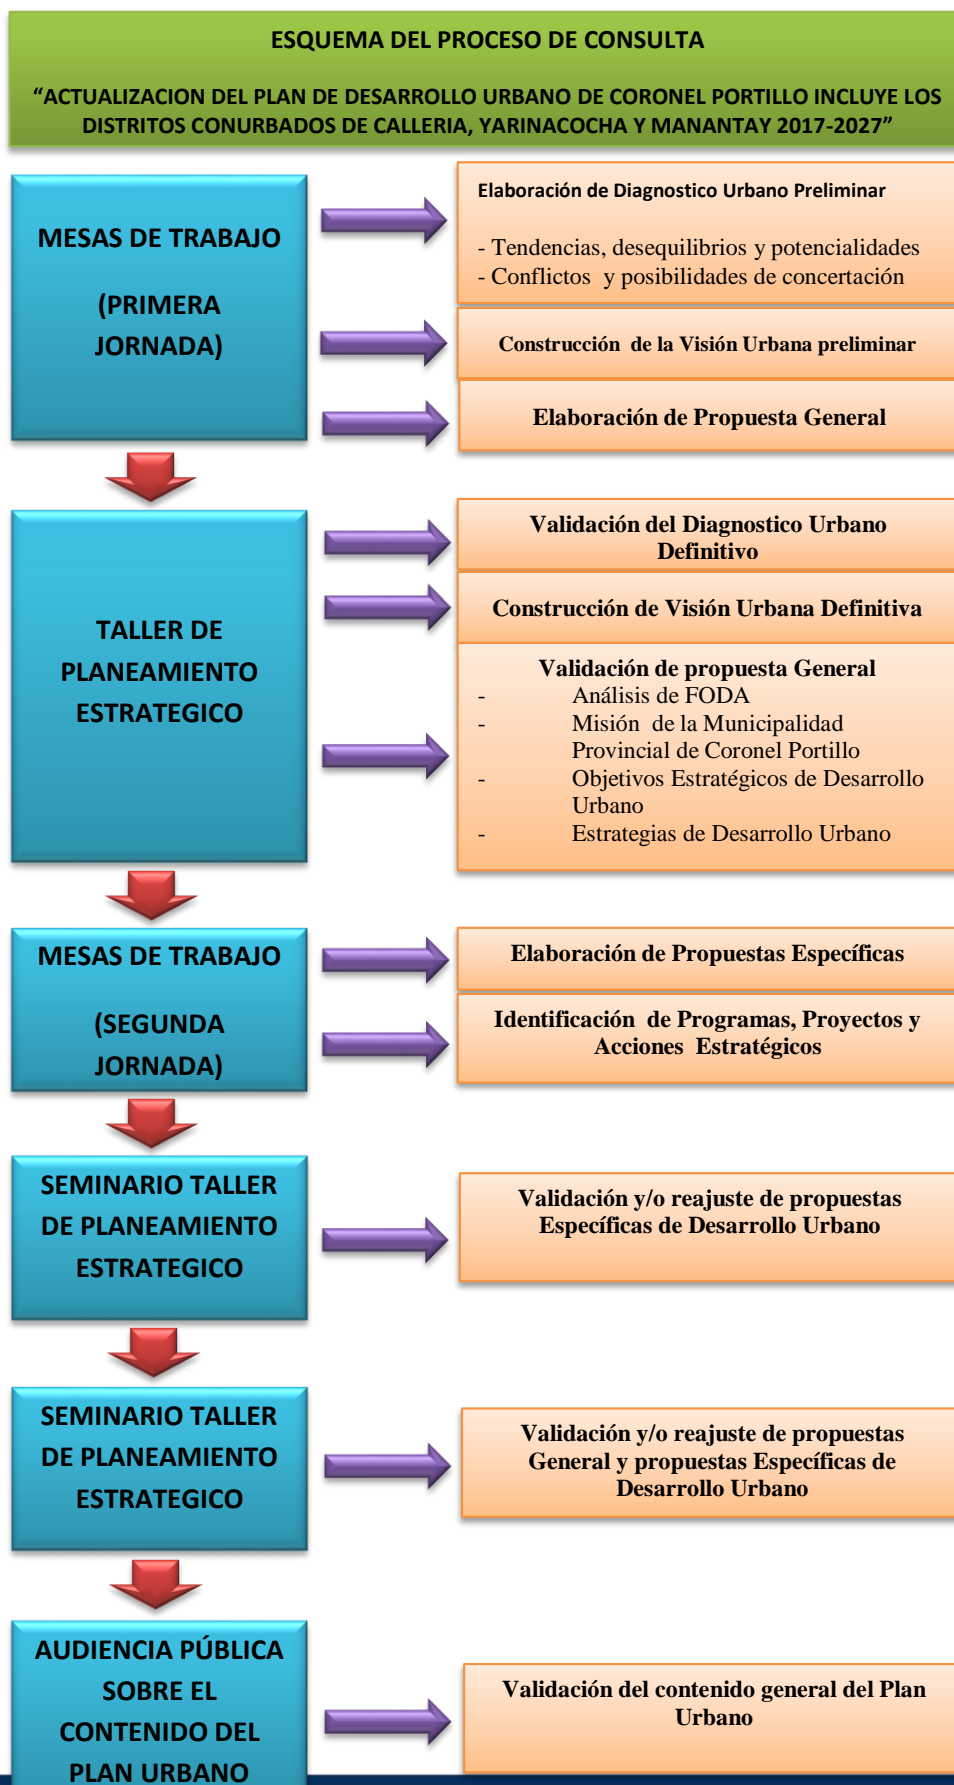 ESQUEMA DEL PROCESO DE CONSULTA
“ACTUALIZACION DEL PLAN DE DESARROLLO URBANO DE CORONEL PORTILLO INCLUYE LOS
DISTRITOS CONURBADOS DE CALLERIA, YARINACOCHA Y MANANTAY 2017-2027”
MESAS DE TRABAJO
(PRIMERA
JORNADA)
Elaboración de Diagnostico Urbano Preliminar
- Tendencias, desequilibrios y potencialidades
- Conflictos y posibilidades de concertación
Construcción de la Visión Urbana preliminar
Elaboración de Propuesta General
TALLER DE
PLANEAMIENTO
ESTRATEGICO
Validación del Diagnostico Urbano
Definitivo
Construcción de Visión Urbana Definitiva
Validación de propuesta General
- Análisis de FODA
- Misión de la Municipalidad
Provincial de Coronel Portillo
- Objetivos Estratégicos de Desarrollo
Urbano
- Estrategias de Desarrollo Urbano
MESAS DE TRABAJO
(SEGUNDA
JORNADA)
Elaboración de Propuestas Específicas
Identificación de Programas, Proyectos y
Acciones Estratégicos
SEMINARIO TALLER
DE PLANEAMIENTO
ESTRATEGICO
Validación y/o reajuste de propuestas
Específicas de Desarrollo Urbano
SEMINARIO TALLER
DE PLANEAMIENTO
ESTRATEGICO
Validación y/o reajuste de propuestas
General y propuestas Específicas de
Desarrollo Urbano
AUDIENCIA PÚBLICA
SOBRE EL
CONTENIDO DEL
PLAN URBANO
Validación del contenido general del Plan
Urbano